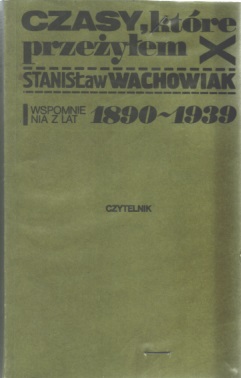 CZASY, które
przeżyłem X
STANISŁAW WACHOWIAK
WSPOMNIE
NIA Z LAT 1890~1939
CZYTELNIK